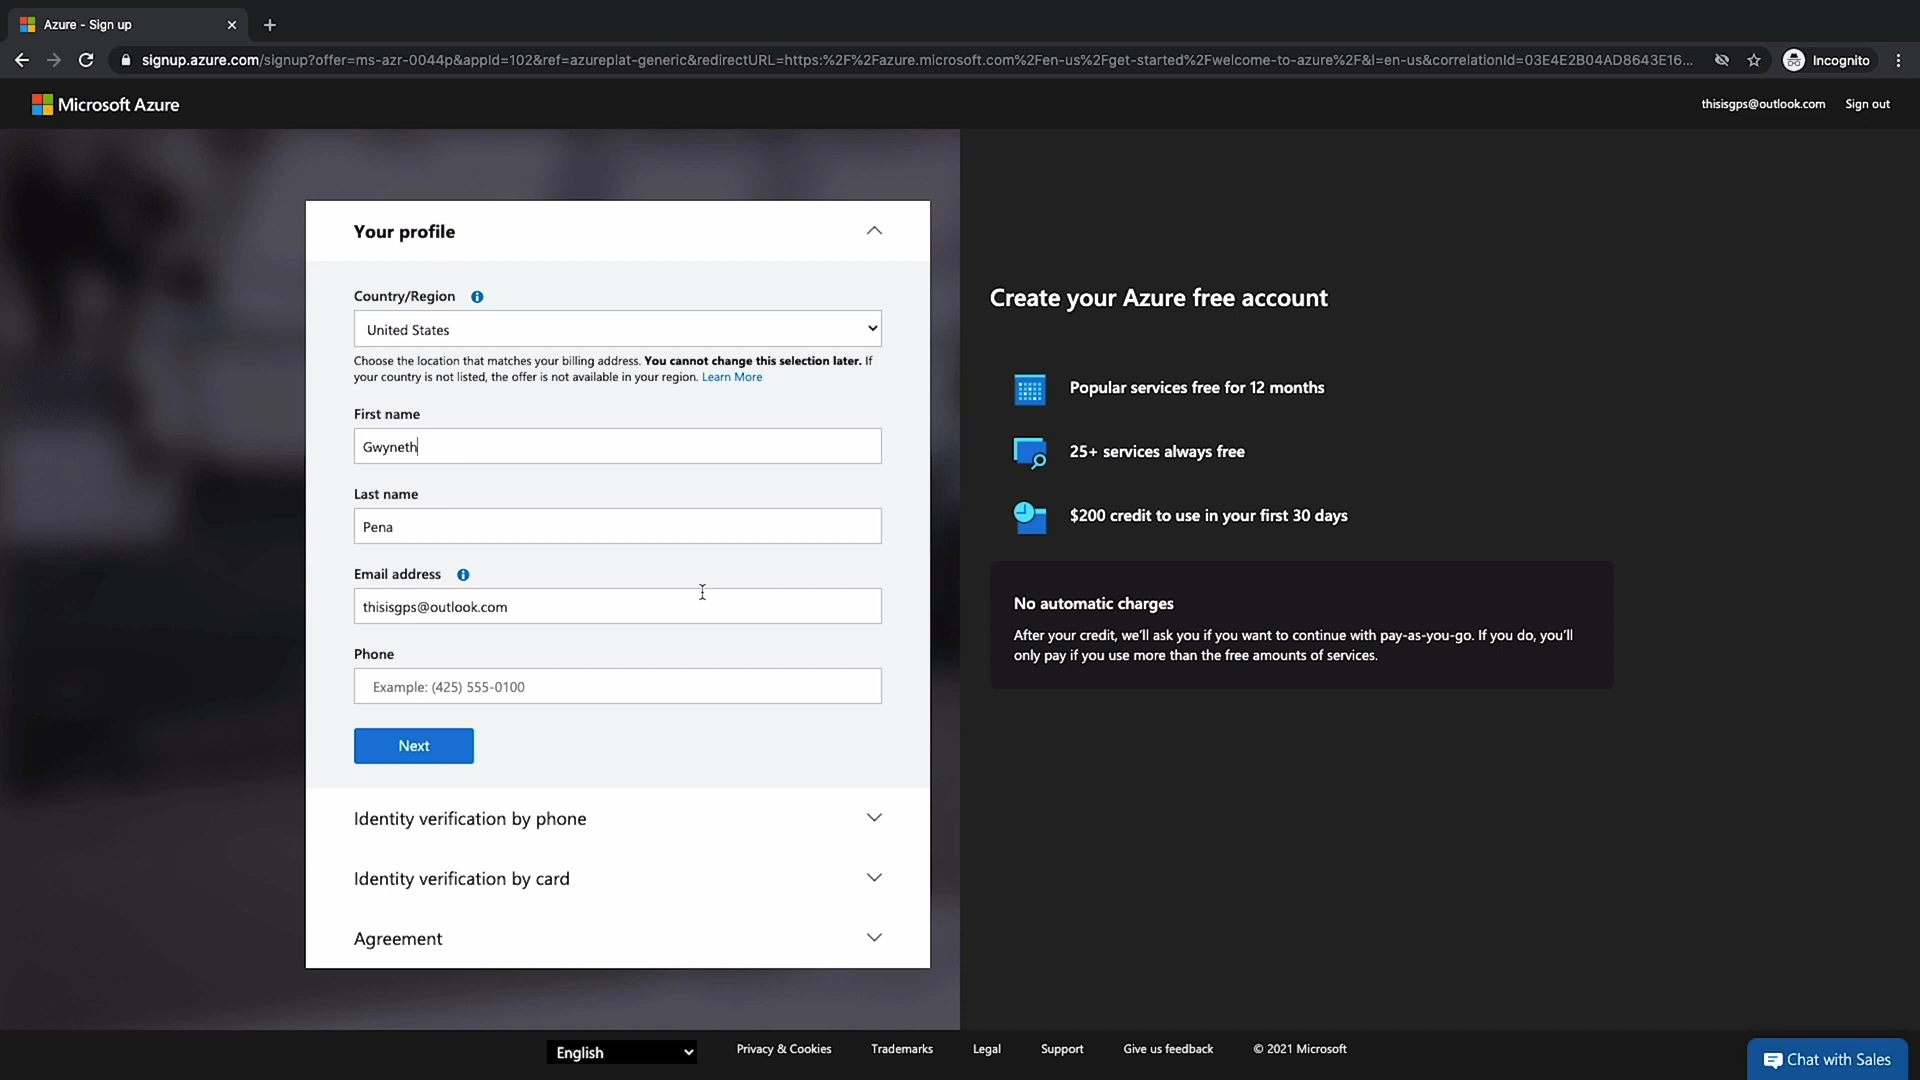 Azure - Sign up
signup.azure.com/signup?offer=ms-azr-0044p&appId=102&ref=azureplat-generic&redirectURL=https:%2F%2Fazure.microsoft.com%2Fen-us%2Fget-started%2Fwelcome-to-azure%2F&l=en-us&correlationId=03E4E2B04AD8643E16...
Incognito
Microsoft Azure
thisisgps@outlook.com
Sign out
Your profile
Country/Region
United States
Choose the location that matches your billing address. You cannot change this selection later. If
your country is not listed, the offer is not available in your region. Learn More
First name
Gwyneth
Last name
Pena
Email address
thisisgps@outlook.com
Phone
Example: (425) 555-0100
Next
Identity verification by phone
Identity verification by card
Agreement
Create your Azure free account
Popular services free for 12 months
25+ services always free
$200 credit to use in your first 30 days
No automatic charges
After your credit, we'll ask you if you want to continue with pay-as-you-go. If you do, you'll
only pay if you use more than the free amounts of services.
English
Privacy & Cookies
Trademarks
Legal
Support
Give us feedback
© 2021 Microsoft
Chat with Sales